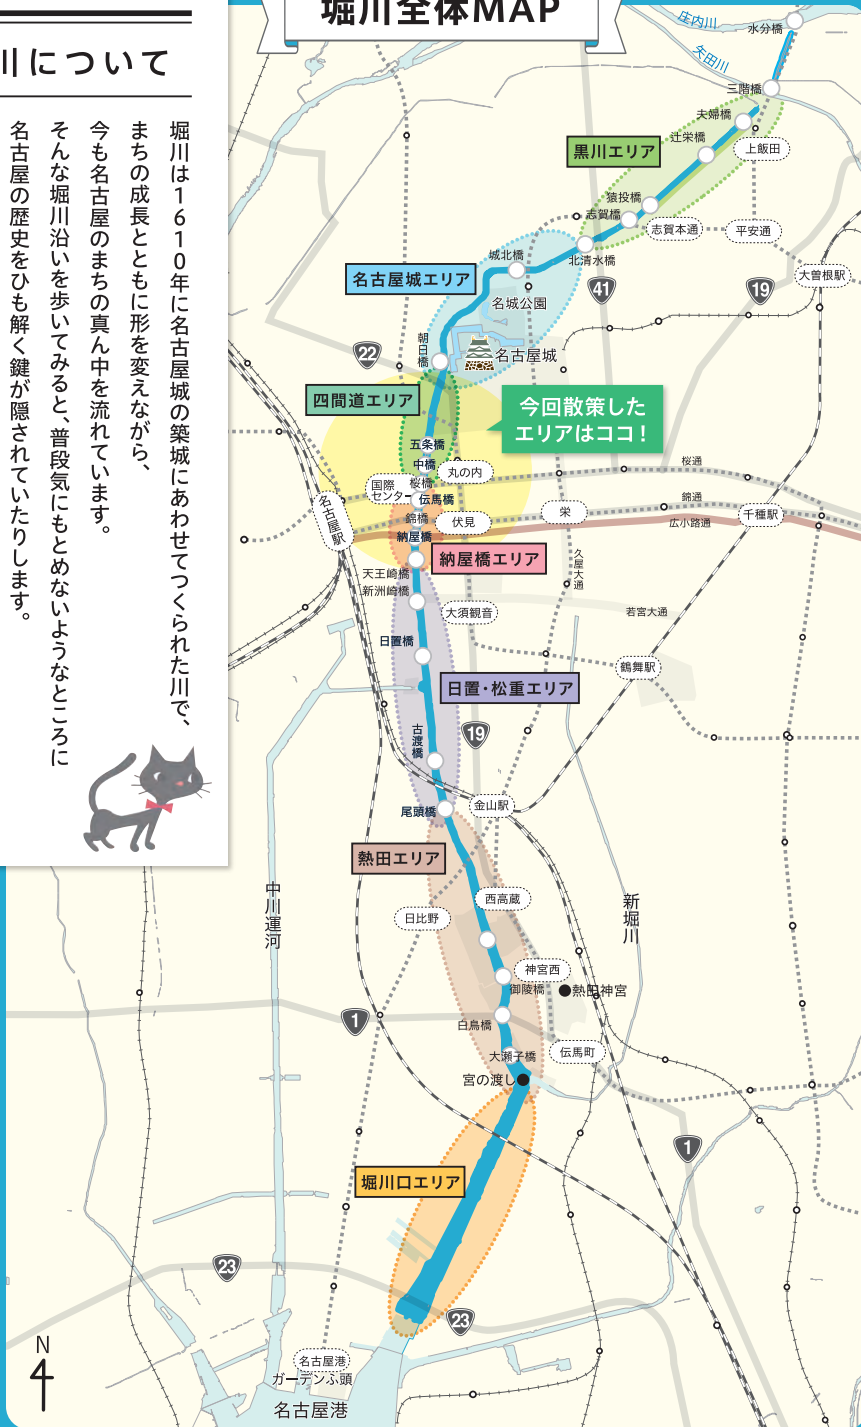 堀川全体MAP
川について
堀川は1610年に名古屋城の築城にあわせてつくられた川で、
まちの成長とともに形を変えながら、
今も名古屋のまちの真ん中を流れています。
そんな堀川沿いを歩いてみると、普段気にもとめないようなところに
名古屋の歴史をひも解く鍵が隠されていたりします。
庄内川
水分橋
矢田川
三階橋
夫婦橋
辻栄橋
上飯田
黒川エリア
猿投橋
志賀橋
志賀本通
平安通
北清水橋
城北橋
名古屋城エリア
大曽根駅
41
19
名城公園
朝日橋
22
名古屋城
四間道エリア
今回散策した
エリアはココ！
五条橋
中橋
丸の内
桜通
国際
センター
桜橋
伝馬橋
名古屋駅
錦橋
伏見
栄
錦通
千種駅
広小路通
納屋橋
納屋橋エリア
天王崎橋
久屋大通
新洲崎橋
大須観音
若宮大通
日置橋
鶴舞駅
日置・松重エリア
古渡橋
19
尾頭橋
金山駅
熱田エリア
中川運河
西高蔵
日比野
新堀川
神宮西
御陵橋
熱田神宮
1
白鳥橋
大瀬子橋
伝馬町
宮の渡し
1
堀川口エリア
23
23
N
名古屋港
ガーデンふ頭
名古屋港